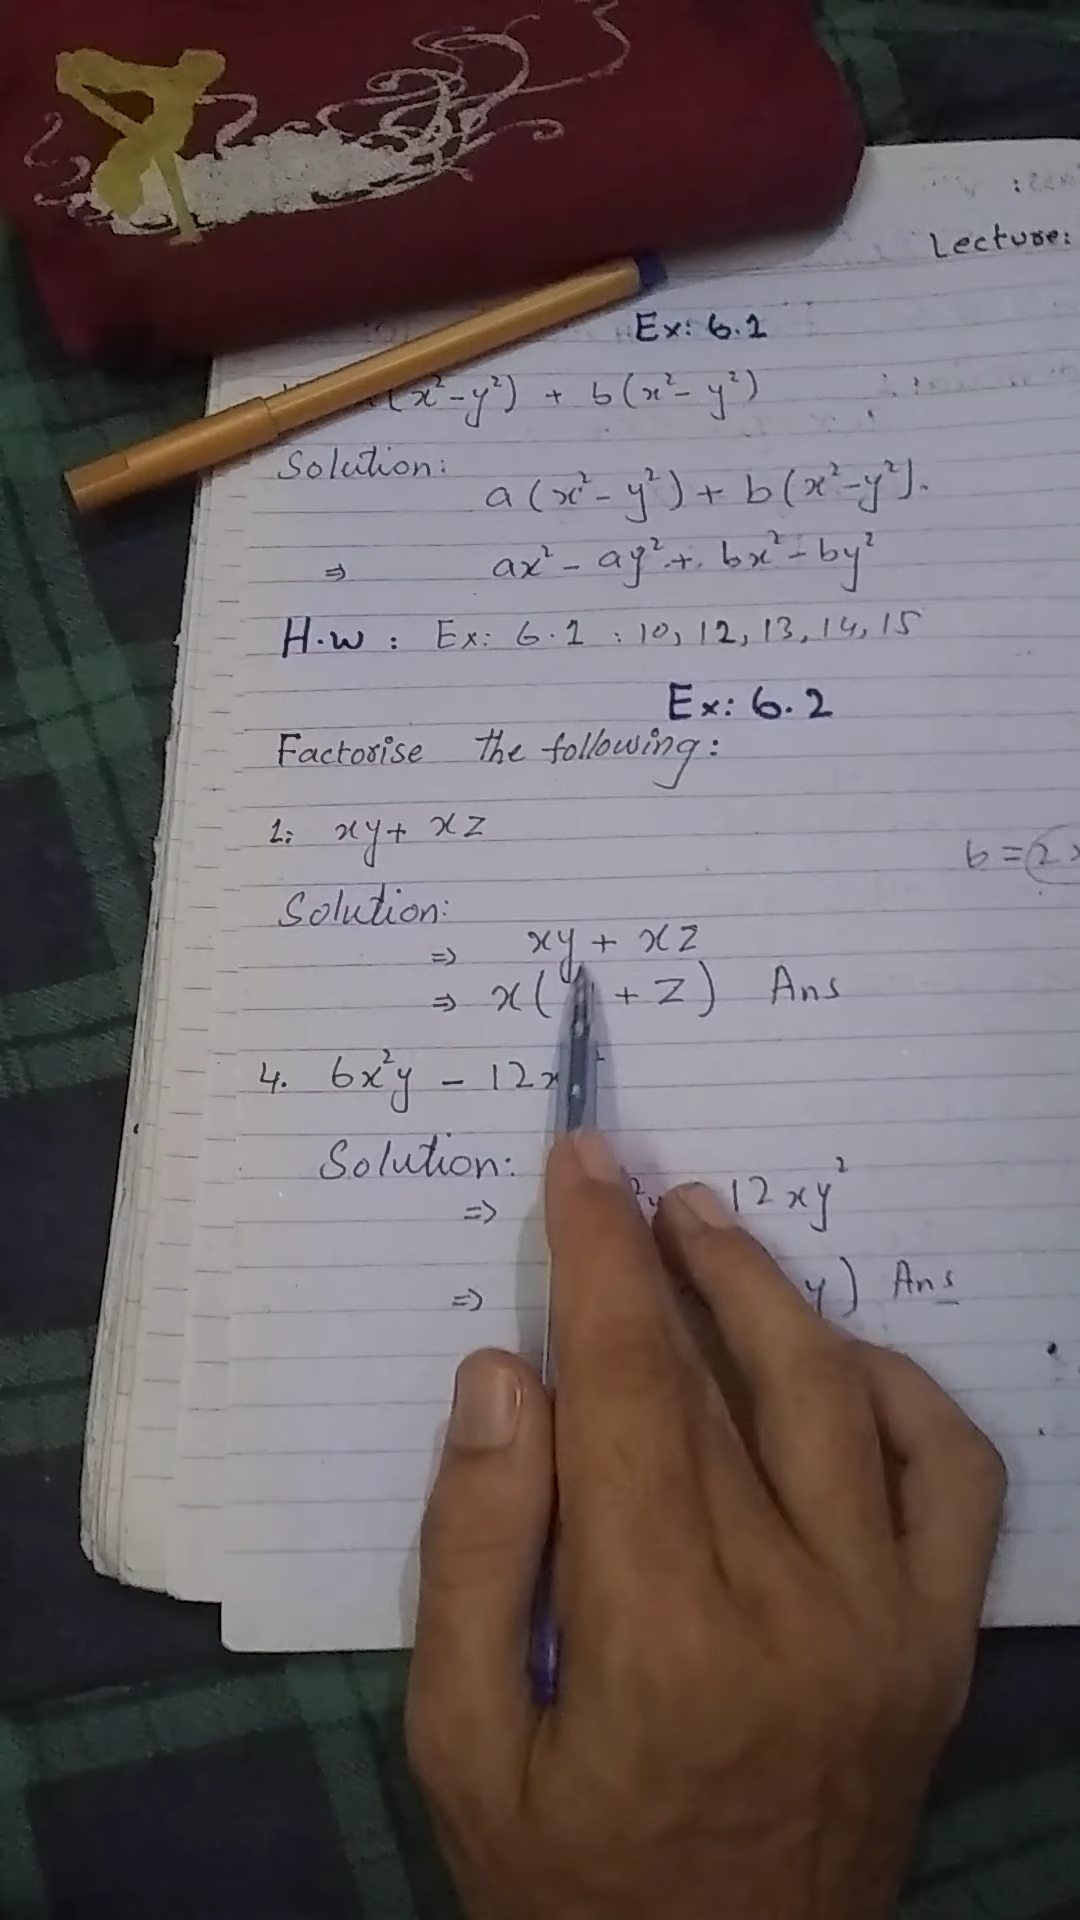 Lecture:
Ex: 6.1
(x²-y²) + b(x²-y²)
Solution:
a(x²-y²) + b(x²-y²).
⇒ ax² - ay² + bx² - by²
H.w : Ex: 6.1 : 10, 12, 13, 14, 15
Ex: 6.2
Factorise the following:
1: xy + xz
b = 2x
Solution:
⇒ xy + xz
⇒ x( + z) Ans
4. 6x²y - 12x
Solution:
⇒ ²y 12xy²
⇒ y) Ans